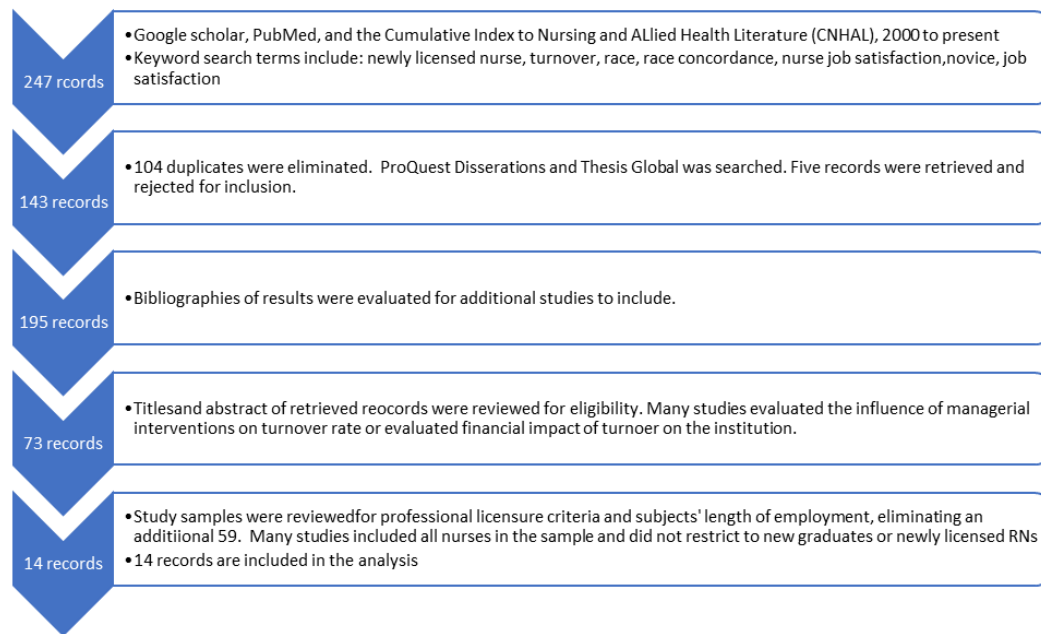 247 rcords
•Google scholar, PubMed, and the Cumulative Index to Nursing and ALlied Health Literature (CNHAL), 2000 to present
•Keyword search terms include: newly licensed nurse, turnover, race, race concordance, nurse job satisfaction,novice, job
satisfaction
143 records
•104 duplicates were eliminated.  ProQuest Disserations and Thesis Global was searched. Five records were retrieved and
rejected for inclusion.
195 records
•Bibliographies of results were evaluated for additional studies to include.
73 records
•Titlesand abstract of retrieved reocords were reviewed for eligibility. Many studies evaluated the influence of managerial
interventions on turnover rate or evaluated financial impact of turnoer on the institution.
14 records
•Study samples were reviewedfor professional licensure criteria and subjects' length of employment, eliminating an
additiional 59.  Many studies included all nurses in the sample and did not restrict to new graduates or newly licensed RNs
•14 records are included in the analysis